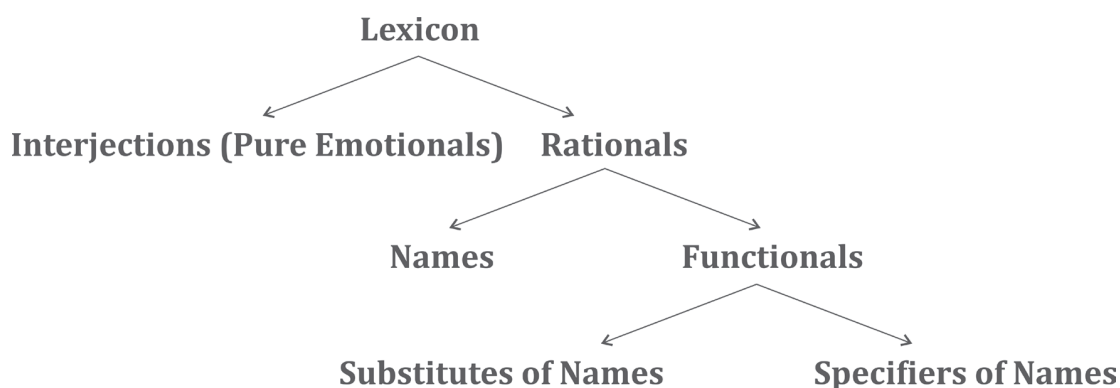 Lexicon
Interjections (Pure Emotionals) Rationals
Names Functionals
Substitutes of Names Specifiers of Names